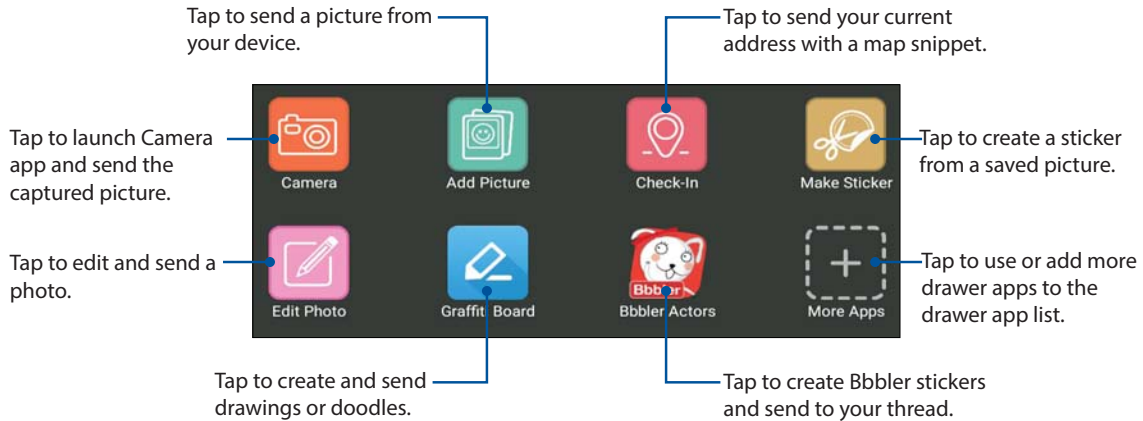 Tap to send a picture from
your device.
Tap to send your current
address with a map snippet.
Tap to launch Camera
app and send the
captured picture.
Camera
Add Picture
Check-In
Make Sticker
Tap to create a sticker
from a saved picture.
Tap to edit and send a
photo.
Bbbler
Edit Photo
Graffiti Board
Bbbler Actors
More Apps
Tap to use or add more
drawer apps to the
drawer app list.
Tap to create and send
drawings or doodles.
Tap to create Bbbler stickers
and send to your thread.